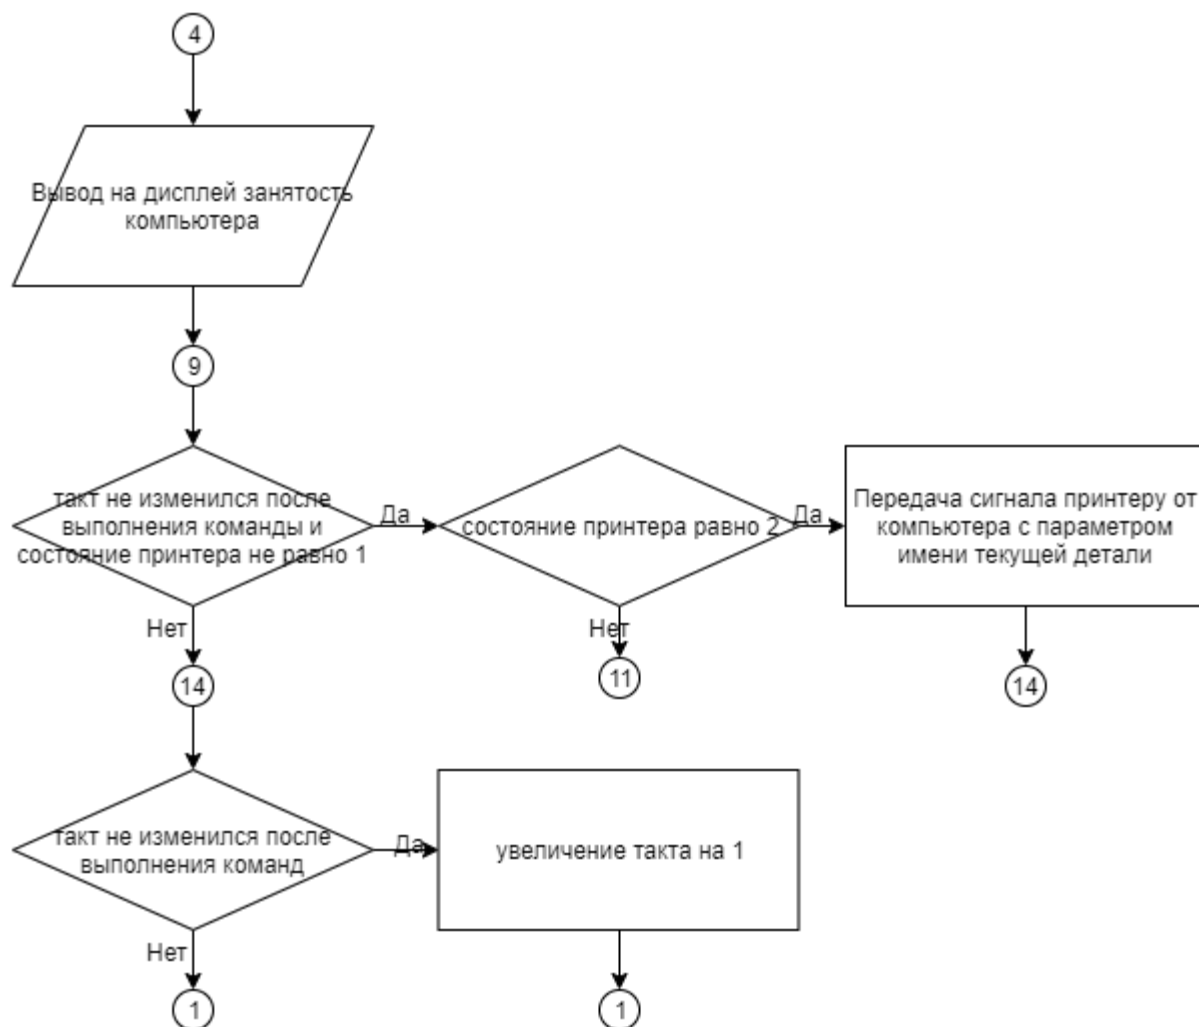 4
Вывод на дисплей занятость
компьютера
9
такт не изменился после
выполнения команды и
состояние принтера не равно 1
Да
состояние принтера равно 2
Да
Передача сигнала принтеру от
компьютера с параметром
имени текущей детали
Нет
Нет
14
11
14
такт не изменился после
выполнения команд
Да
увеличение такта на 1
Нет
1
1